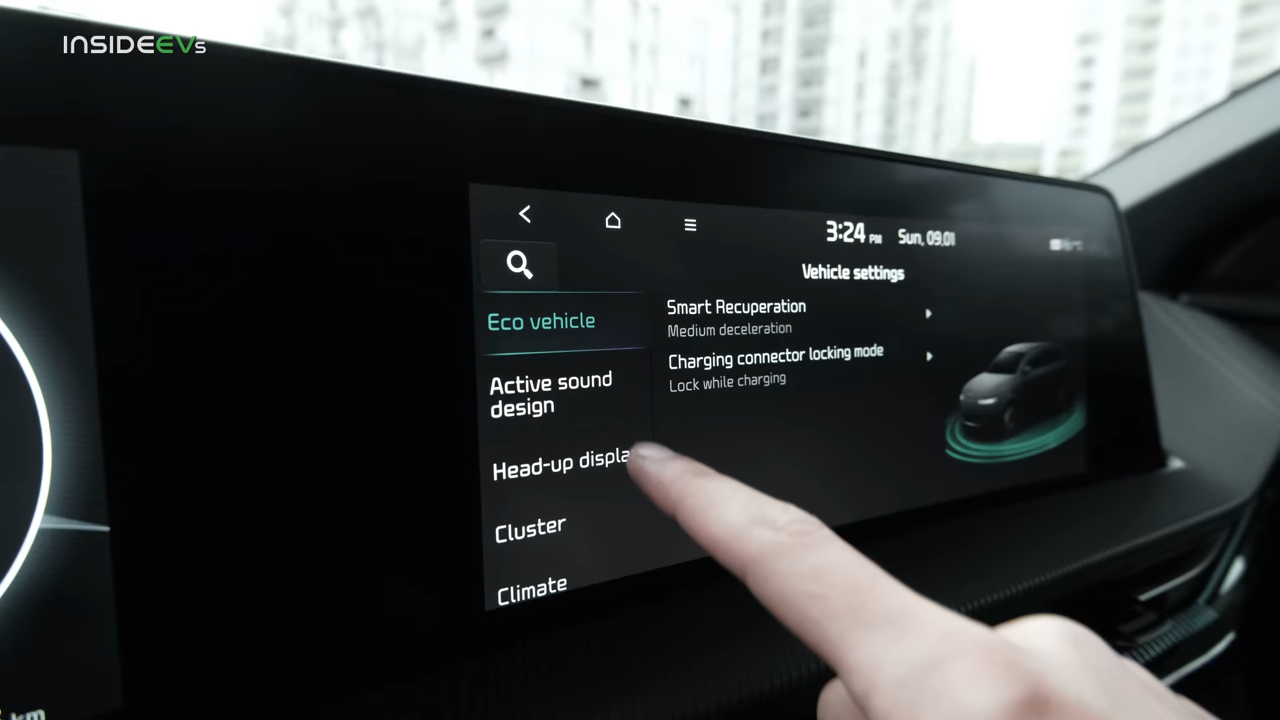 INSIDEEVs
3:24 PM Sun, 09.01
Vehicle settings
Eco vehicle
Active sound
design
Head-up displa
Cluster
Climate
Smart Recuperation
Medium deceleration
Charging connector locking mode
Lock while charging
km